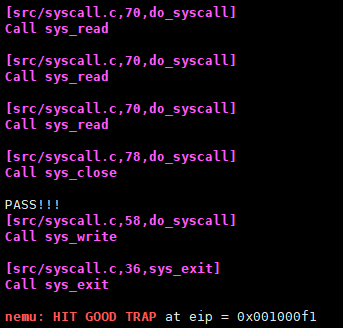 [src/syscall.c,70,do_syscall]
Call sys_read
[src/syscall.c,70,do_syscall]
Call sys_read
[src/syscall.c,70,do_syscall]
Call sys_read
[src/syscall.c,78,do_syscall]
Call sys_close
PASS!!!
[src/syscall.c,58,do_syscall]
Call sys_write
[src/syscall.c,36,sys_exit]
Call sys_exit
nemu: HIT GOOD TRAP at eip = 0x001000f1